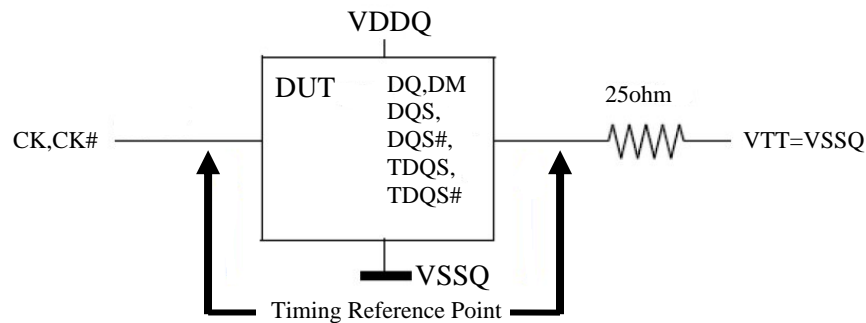 VDDQ
DUT
DQ,DM
DQS,
DQS#,
TDQS,
TDQS#
CK,CK#
25ohm
VTT=VSSQ
VSSQ
Timing Reference Point